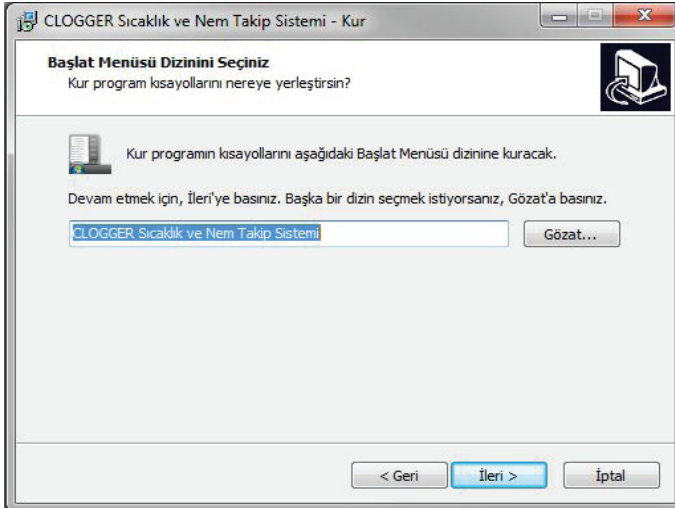 CLOGGER Sıcaklık ve Nem Takip Sistemi - Kur
Başlat Menüsü Dizinini Seçiniz
Kur program kısayollarını nereye yerleştirsin?
Kur programın kısayollarını aşağıdaki Başlat Menüsü dizinine kuracak.
Devam etmek için, İleri'ye basınız. Başka bir dizin seçmek istiyorsanız, Gözat'a basınız.
CLOGGER Sıcaklık ve Nem Takip Sistemi
Gözat...
< Geri
İleri >
İptal